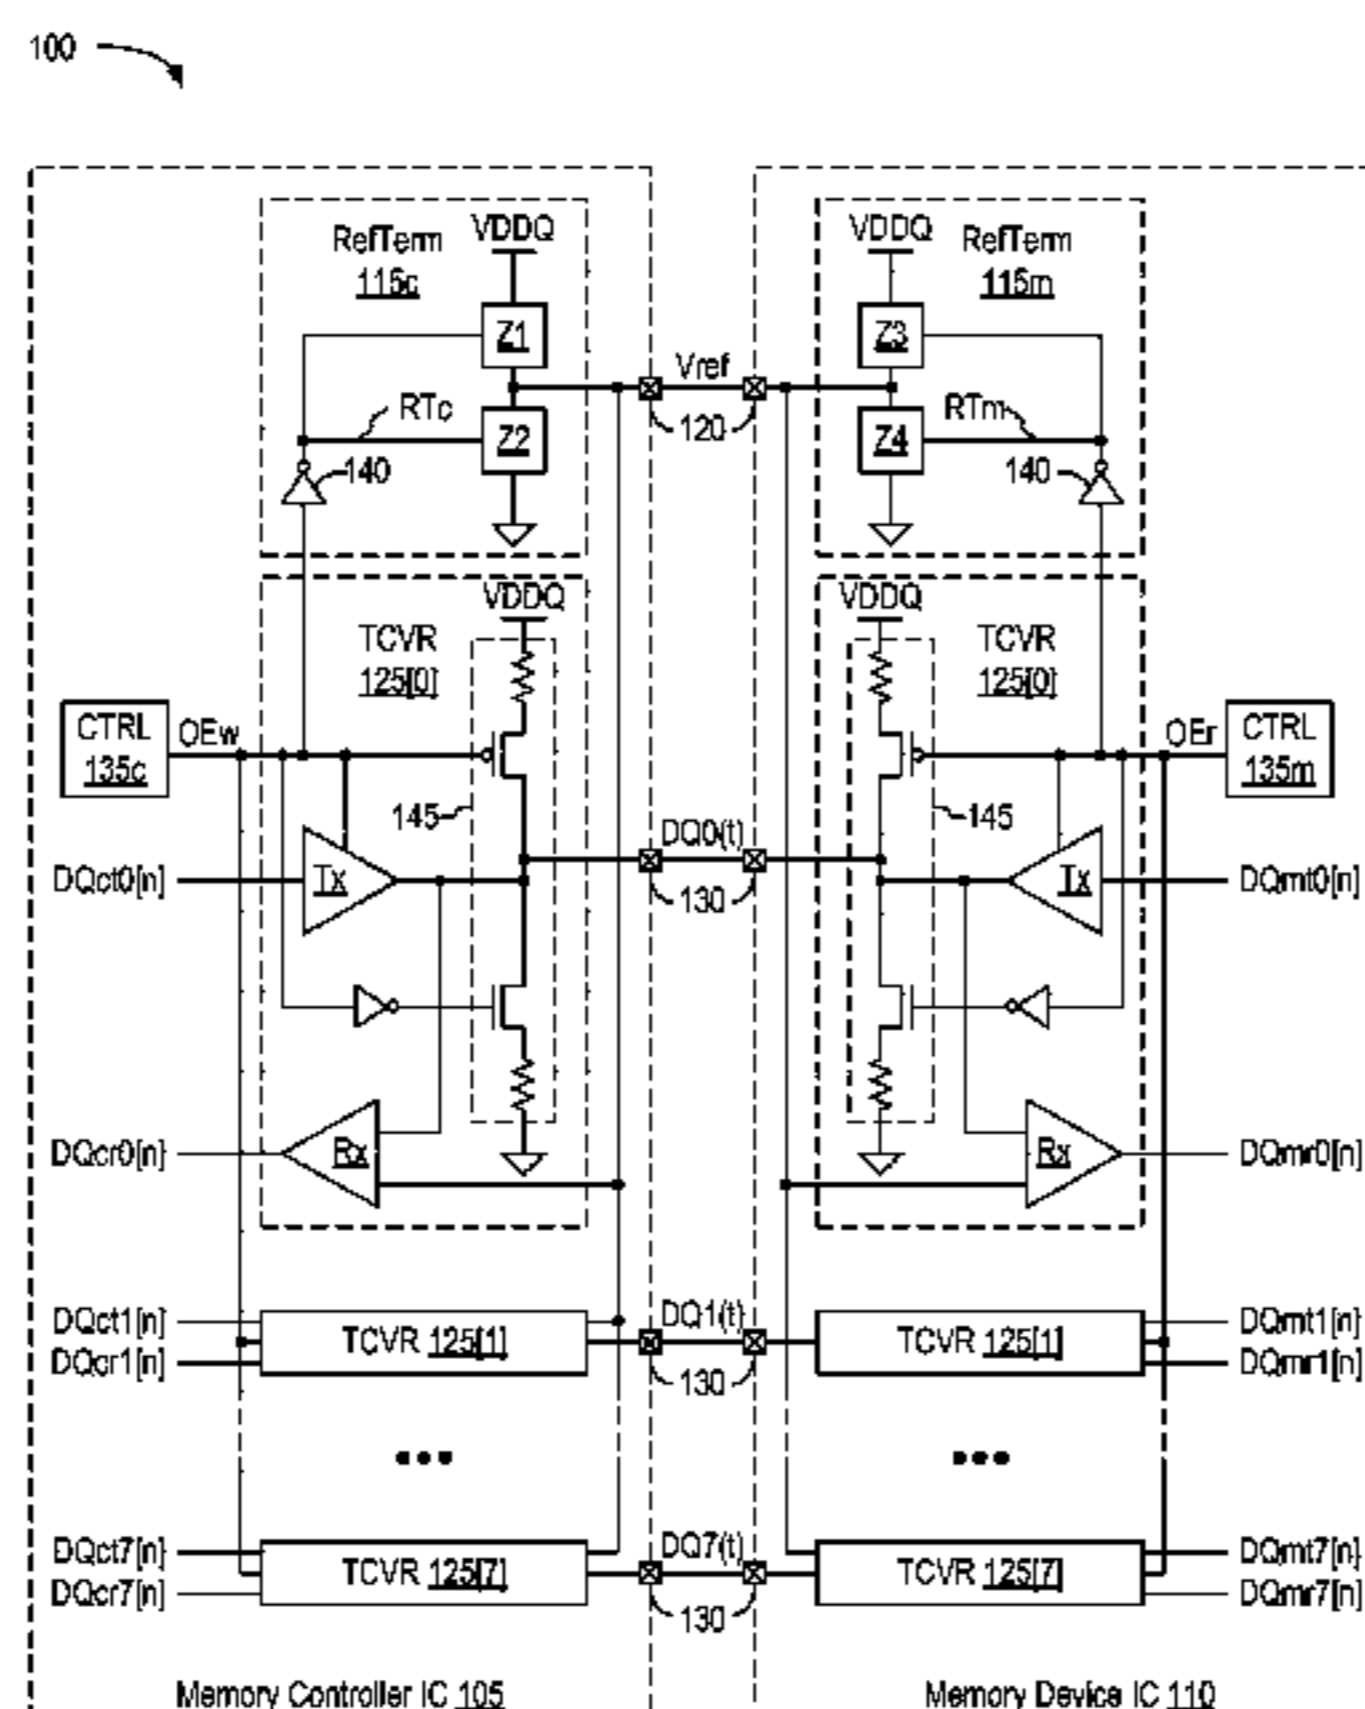 100
VDDQ VDDQ
RefTerm RefTerm
115c 115m
Z1 Z3
Vref
RTc RTm
Z2 120 Z4
140 140
VDDQ VDDQ
TCVR TCVR
125[0] 125[0]
CTRL OEw OEr CTRL
135c 135m
145 DQ0(t) 145
DQct0[n] Tx Tx DQmt0[n]
130
DQcr0[n] Rx Rx DQmr0[n]
DQct1[n] DQ1(t) DQmt1[n]
TCVR 125[1] TCVR 125[1]
DQcr1[n] DQmr1[n]
130
DQct7[n] DQ7(t) DQmt7[n]
TCVR 125[7] TCVR 125[7]
DQcr7[n] DQmr7[n]
130
Memory Controller IC 105 Memory Device IC 110